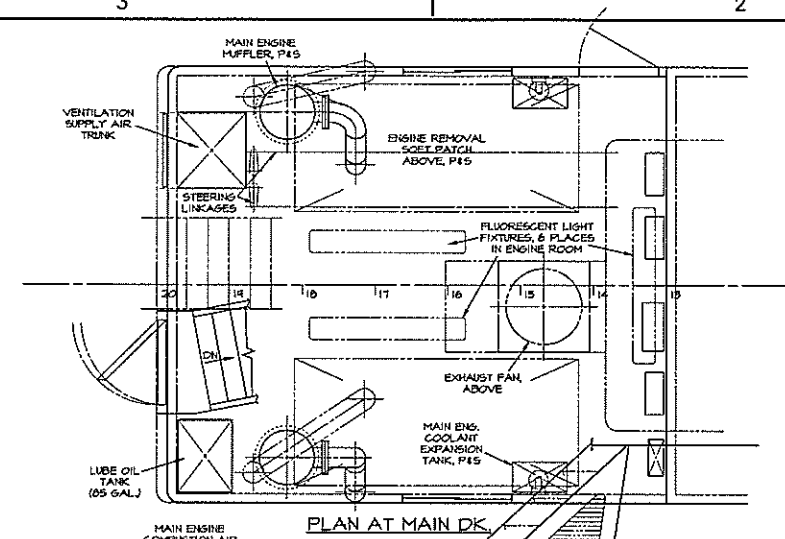 3
2
MAIN ENGINE
MUFFLER, P&S
VENTILATION
SUPPLY AIR
TRUNK
ENGINE REMOVAL
SOFT PATCH
ABOVE, P&S
STEERING
LINKAGES
FLUORESCENT LIGHT
FIXTURES, 6 PLACES
IN ENGINE ROOM
20 19 18 17 16 15 14 13
DN
EXHAUST FAN,
ABOVE
MAIN ENG.
COOLANT
EXPANSION
TANK, P&S
LUBE OIL
TANK
(85 GAL.)
PLAN AT MAIN DK.
MAIN ENGINE
COMBUSTION AIR